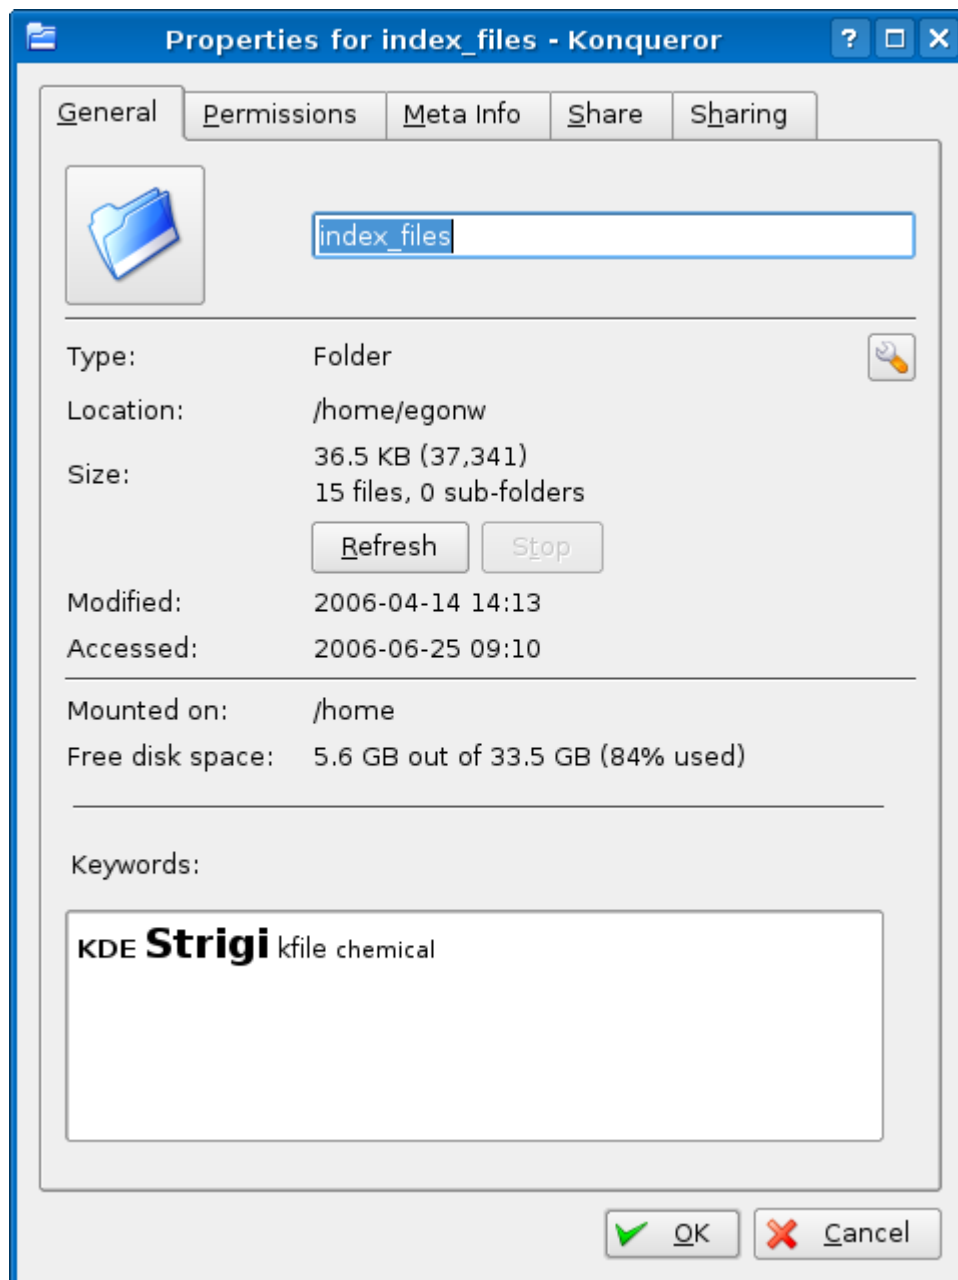 Properties for index_files - Konqueror ?
General Permissions Meta Info Share Sharing
index_files
Type: Folder
Location: /home/egonw
Size: 36.5 KB (37,341)
15 files, 0 sub-folders
Refresh Stop
Modified: 2006-04-14 14:13
Accessed: 2006-06-25 09:10
Mounted on: /home
Free disk space: 5.6 GB out of 33.5 GB (84% used)
Keywords:
KDE Strigi kfile chemical
OK Cancel